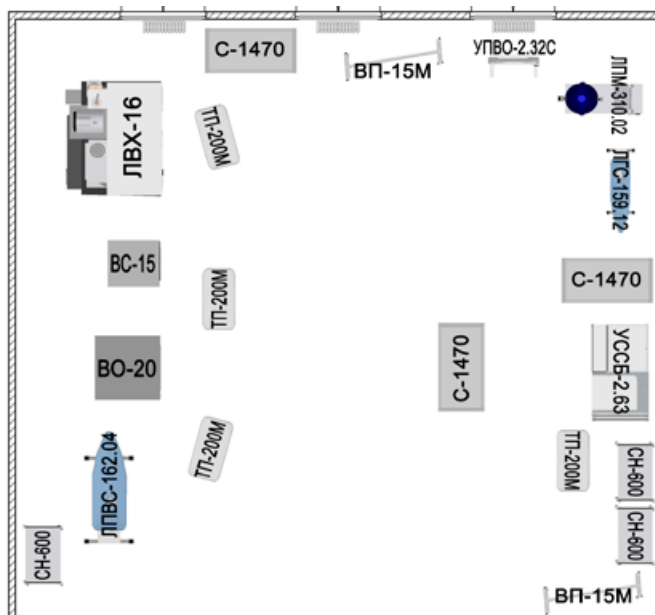 С-1470
ВП-15М
УПВО-2.32С
ЛПМ-310.02
ЛВХ-16
ТП-200М
ЛГС-159.12
ВС-15
ТП-200М
С-1470
ВО-20
С-1470
УССБ-2.63
ЛПВС-162.04
ТП-200М
ТП-200М
СН-600
СН-600
СН-600
ВП-15М